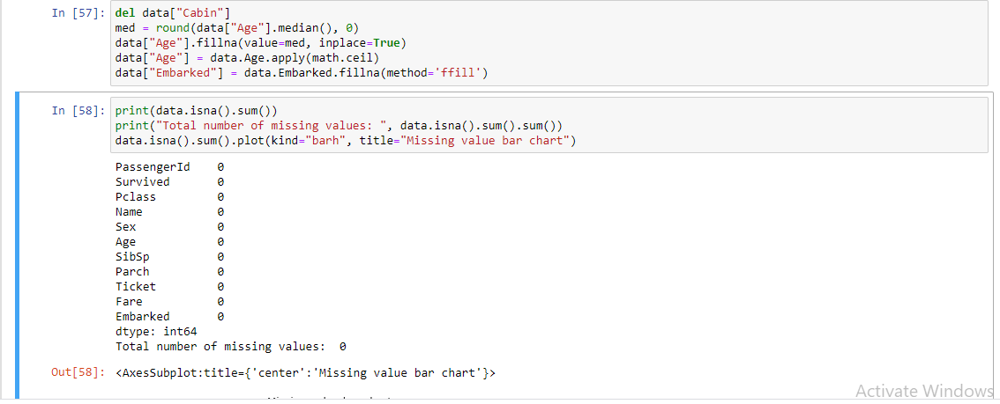 In [57]: del data["Cabin"]
med = round(data["Age"].median(), 0)
data["Age"].fillna(value=med, inplace=True)
data["Age"] = data.Age.apply(math.ceil)
data["Embarked"] = data.Embarked.fillna(method='ffill')
In [58]: print(data.isna().sum())
print("Total number of missing values: ", data.isna().sum().sum())
data.isna().sum().plot(kind="barh", title="Missing value bar chart")
PassengerId 0
Survived 0
Pclass 0
Name 0
Sex 0
Age 0
SibSp 0
Parch 0
Ticket 0
Fare 0
Embarked 0
dtype: int64
Total number of missing values: 0
Out[58]: <AxesSubplot:title={'center':'Missing value bar chart'}>
Activate Windows